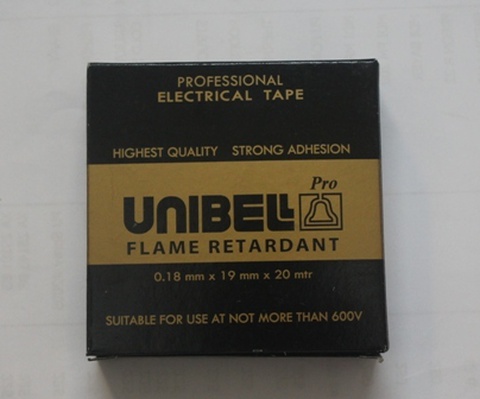 PROFESSIONAL
ELECTRICAL TAPE
HIGHEST QUALITY STRONG ADHESION
Pro
UNIBELL
FLAME RETARDANT
0.18 mm x 19 mm x 20 mtr
SUITABLE FOR USE AT NOT MORE THAN 600V